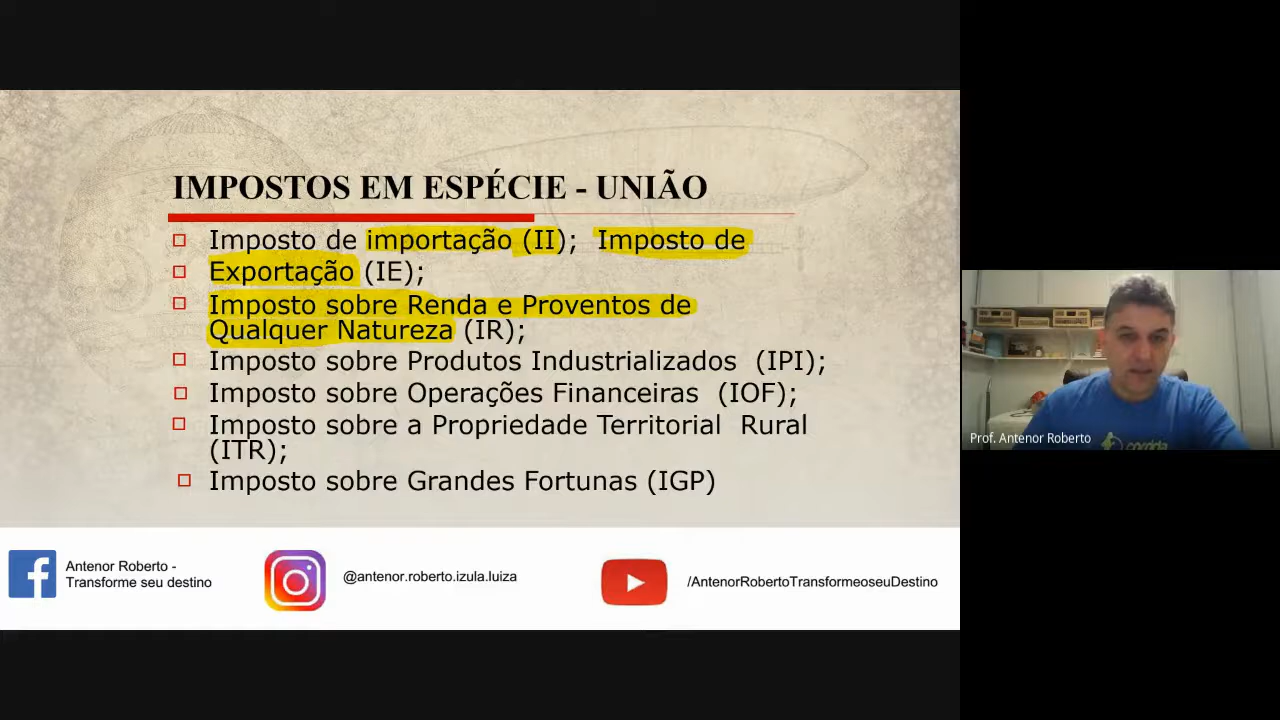 IMPOSTOS EM ESPÉCIE - UNIÃO
Imposto de importação (II); Imposto de
Exportação (IE);
Imposto sobre Renda e Proventos de
Qualquer Natureza (IR);
Imposto sobre Produtos Industrializados (IPI);
Imposto sobre Operações Financeiras (IOF);
Imposto sobre a Propriedade Territorial Rural
(ITR);
Imposto sobre Grandes Fortunas (IGP)
Antenor Roberto -
Transforme seu destino
@antenor.roberto.izula.luiza
/AntenorRobertoTransformeoseuDestino
Prof. Antenor Roberto
corrida